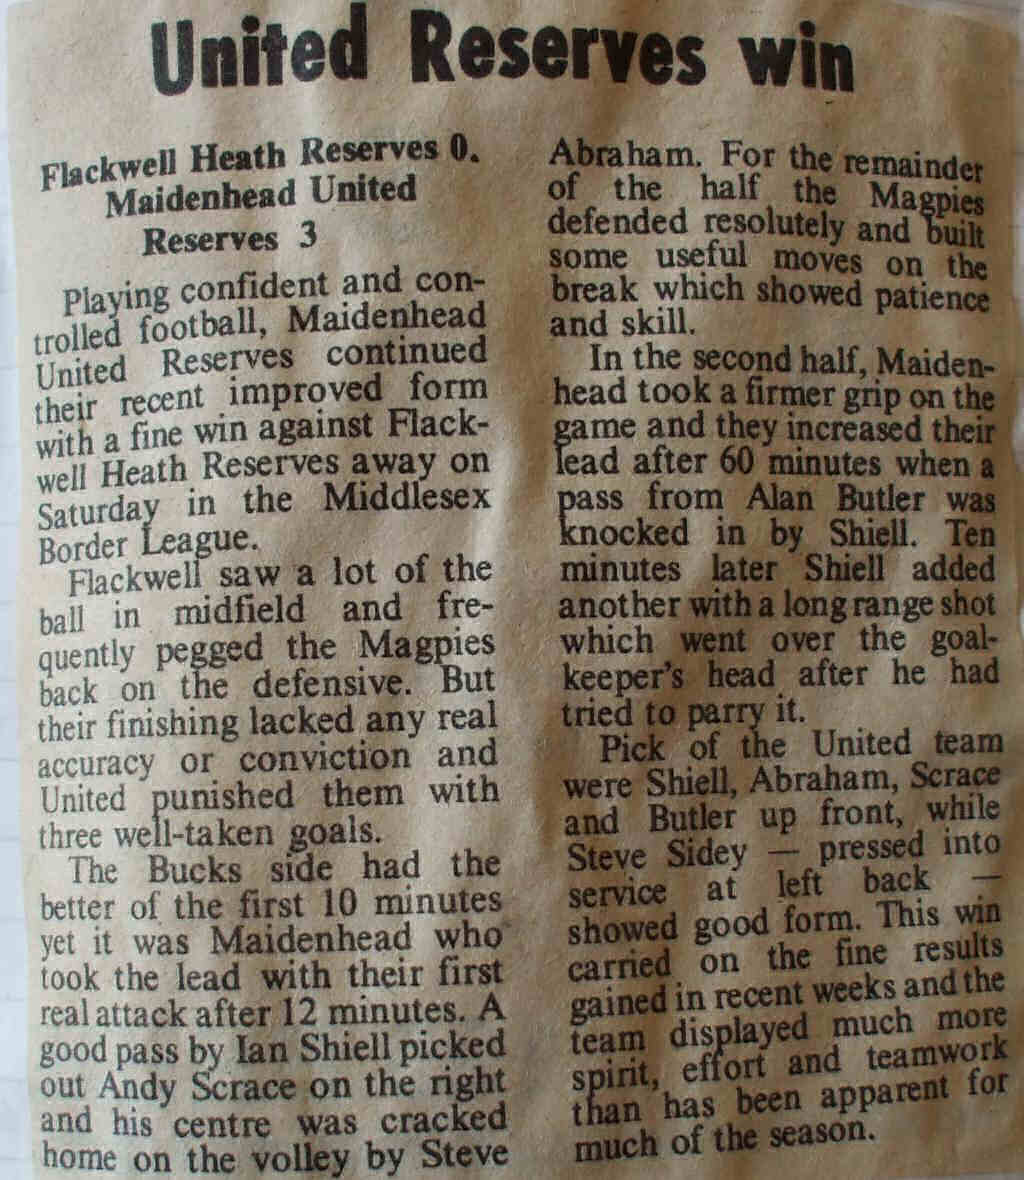 United Reserves win
Flackwell Heath Reserves 0.
Maidenhead United
Reserves 3
Playing confident and con-
trolled football, Maidenhead
United Reserves continued
their recent improved form
with a fine win against Flack-
well Heath Reserves away on
Saturday in the Middlesex
Border League.
Flackwell saw a lot of the
ball in midfield and fre-
quently pegged the Magpies
back on the defensive. But
their finishing lacked any real
accuracy or conviction and
United punished them with
three well-taken goals.
The Bucks side had the
better of the first 10 minutes
yet it was Maidenhead who
took the lead with their first
real attack after 12 minutes. A
good pass by Ian Shiell picked
out Andy Scrace on the right
and his centre was cracked
home on the volley by Steve
Abraham. For the remainder
of the half the Magpies
defended resolutely and built
some useful moves on the
break which showed patience
and skill.
In the second half, Maiden-
head took a firmer grip on the
game and they increased their
lead after 60 minutes when a
pass from Alan Butler was
knocked in by Shiell. Ten
minutes later Shiell added
another with a long range shot
which went over the goal-
keeper's head after he had
tried to parry it.
Pick of the United team
were Shiell, Abraham, Scrace
and Butler up front, while
Steve Sidey — pressed into
service at left back —
showed good form. This win
carried on the fine results
gained in recent weeks and the
team displayed much more
spirit, effort and teamwork
than has been apparent for
much of the season.